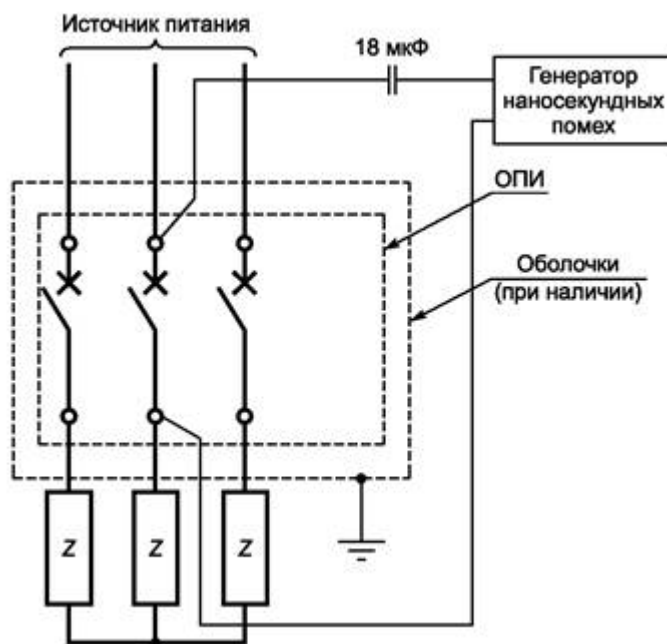 Источник питания
18 мкФ
Генератор
наносекундных
помех
ОПИ
Оболочки
(при наличии)
Z
Z
Z